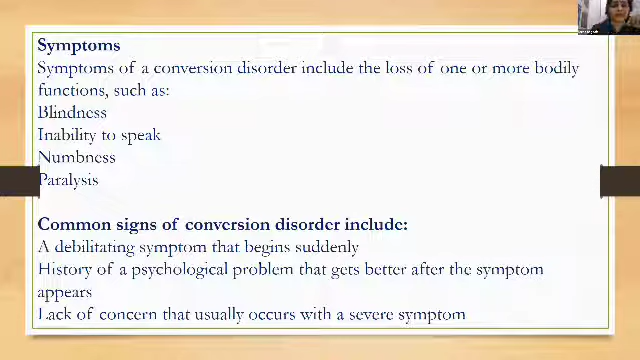 Symptoms
Symptoms of a conversion disorder include the loss of one or more bodily
functions, such as:
Blindness
Inability to speak
Numbness
Paralysis
Common signs of conversion disorder include:
A debilitating symptom that begins suddenly
History of a psychological problem that gets better after the symptom
appears
Lack of concern that usually occurs with a severe symptom